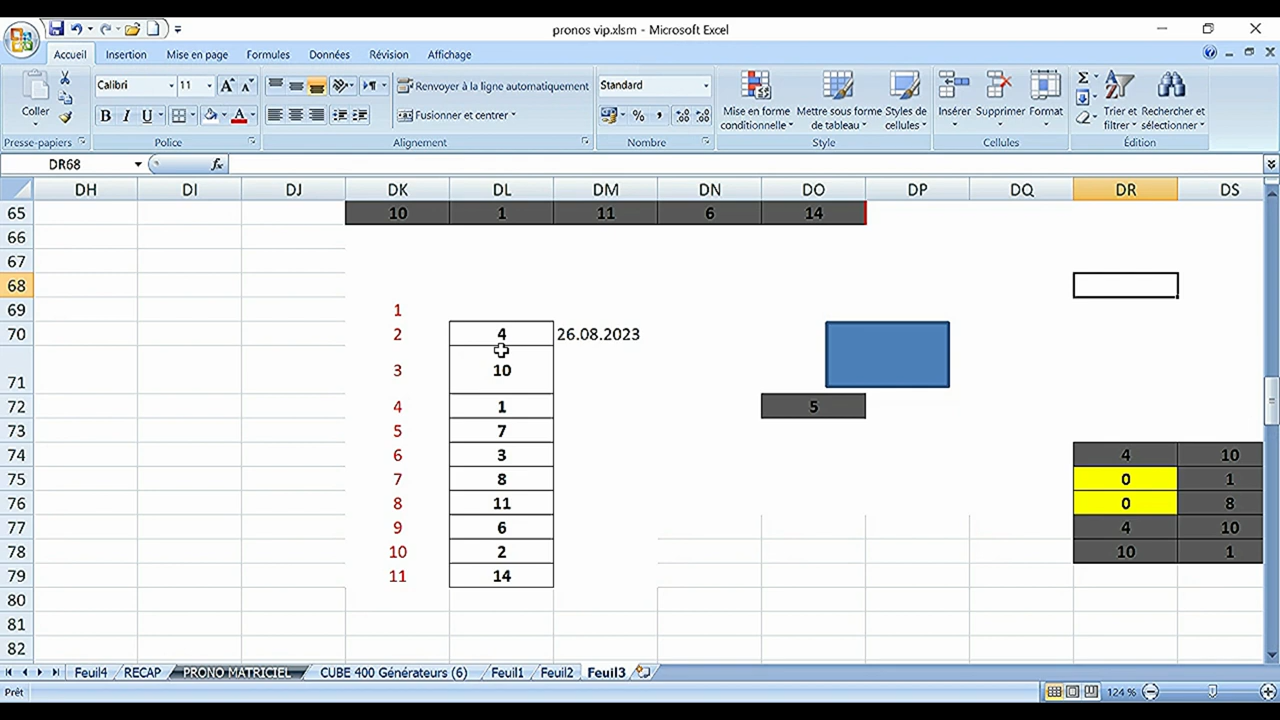 pronos vip.xlsm - Microsoft Excel
Accueil Insertion Mise en page Formules Données Révision Affichage
Coller
Calibri 11
G I S
Renvoyer à la ligne automatiquement
Fusionner et centrer
Standard
% 000
Mise en forme conditionnelle
Mettre sous forme de tableau
Styles de cellules
Insérer Supprimer Format
Trier et filtrer
Rechercher et sélectionner
Presse-papiers Police Alignement Nombre Style Cellules Édition
DR68 fx
DH DI DJ DK DL DM DN DO DP DQ DR DS
65 10 1 11 6 14
66
67
68
69 1
70 2 4 26.08.2023
71 3 10
72 4 1 5
73 5 7
74 6 3 4 10
75 7 8 0 1
76 8 11 0 8
77 9 6 4 10
78 10 2 10 1
79 11 14
80
81
82
Feuil4 RECAP PRONO MATRICIEL CUBE 400 Générateurs (6) Feuil1 Feuil2 Feuil3
Prêt 124 %